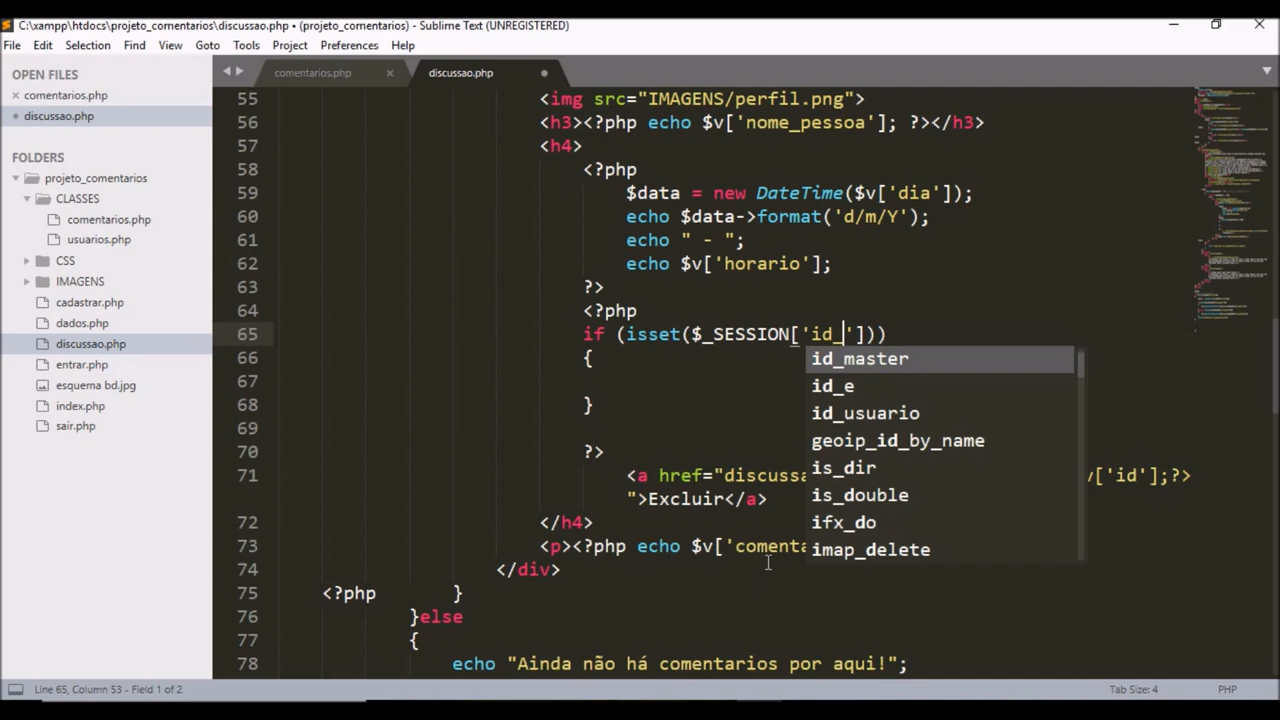 C:\xampp\htdocs\projeto_comentarios\discussao.php • (projeto_comentarios) - Sublime Text (UNREGISTERED)
File Edit Selection Find View Goto Tools Project Preferences Help
OPEN FILES
comentarios.php
discussao.php
FOLDERS
projeto_comentarios
CLASSES
comentarios.php
usuarios.php
CSS
IMAGENS
cadastrar.php
dados.php
discussao.php
entrar.php
esquema bd.jpg
index.php
sair.php
comentarios.php discussao.php
55 <img src="IMAGENS/perfil.png">
56 <h3><?php echo $v['nome_pessoa']; ?></h3>
57 <h4>
58 <?php
59 $data = new DateTime($v['dia']);
60 echo $data->format('d/m/Y');
61 echo " - ";
62 echo $v['horario'];
63 ?>
64 <?php
65 if (isset($_SESSION['id_']))
66 {
67
68 }
69
70 ?>
71 <a href="discussa v['id'];?>
">Excluir</a>
72 </h4>
73 <p><?php echo $v['comenta
74 </div>
75 <?php }
76 }else
77 {
78 echo "Ainda não há comentarios por aqui!";
id_master
id_e
id_usuario
geoip_id_by_name
is_dir
is_double
ifx_do
imap_delete
Line 65, Column 53 - Field 1 of 2 Tab Size: 4 PHP